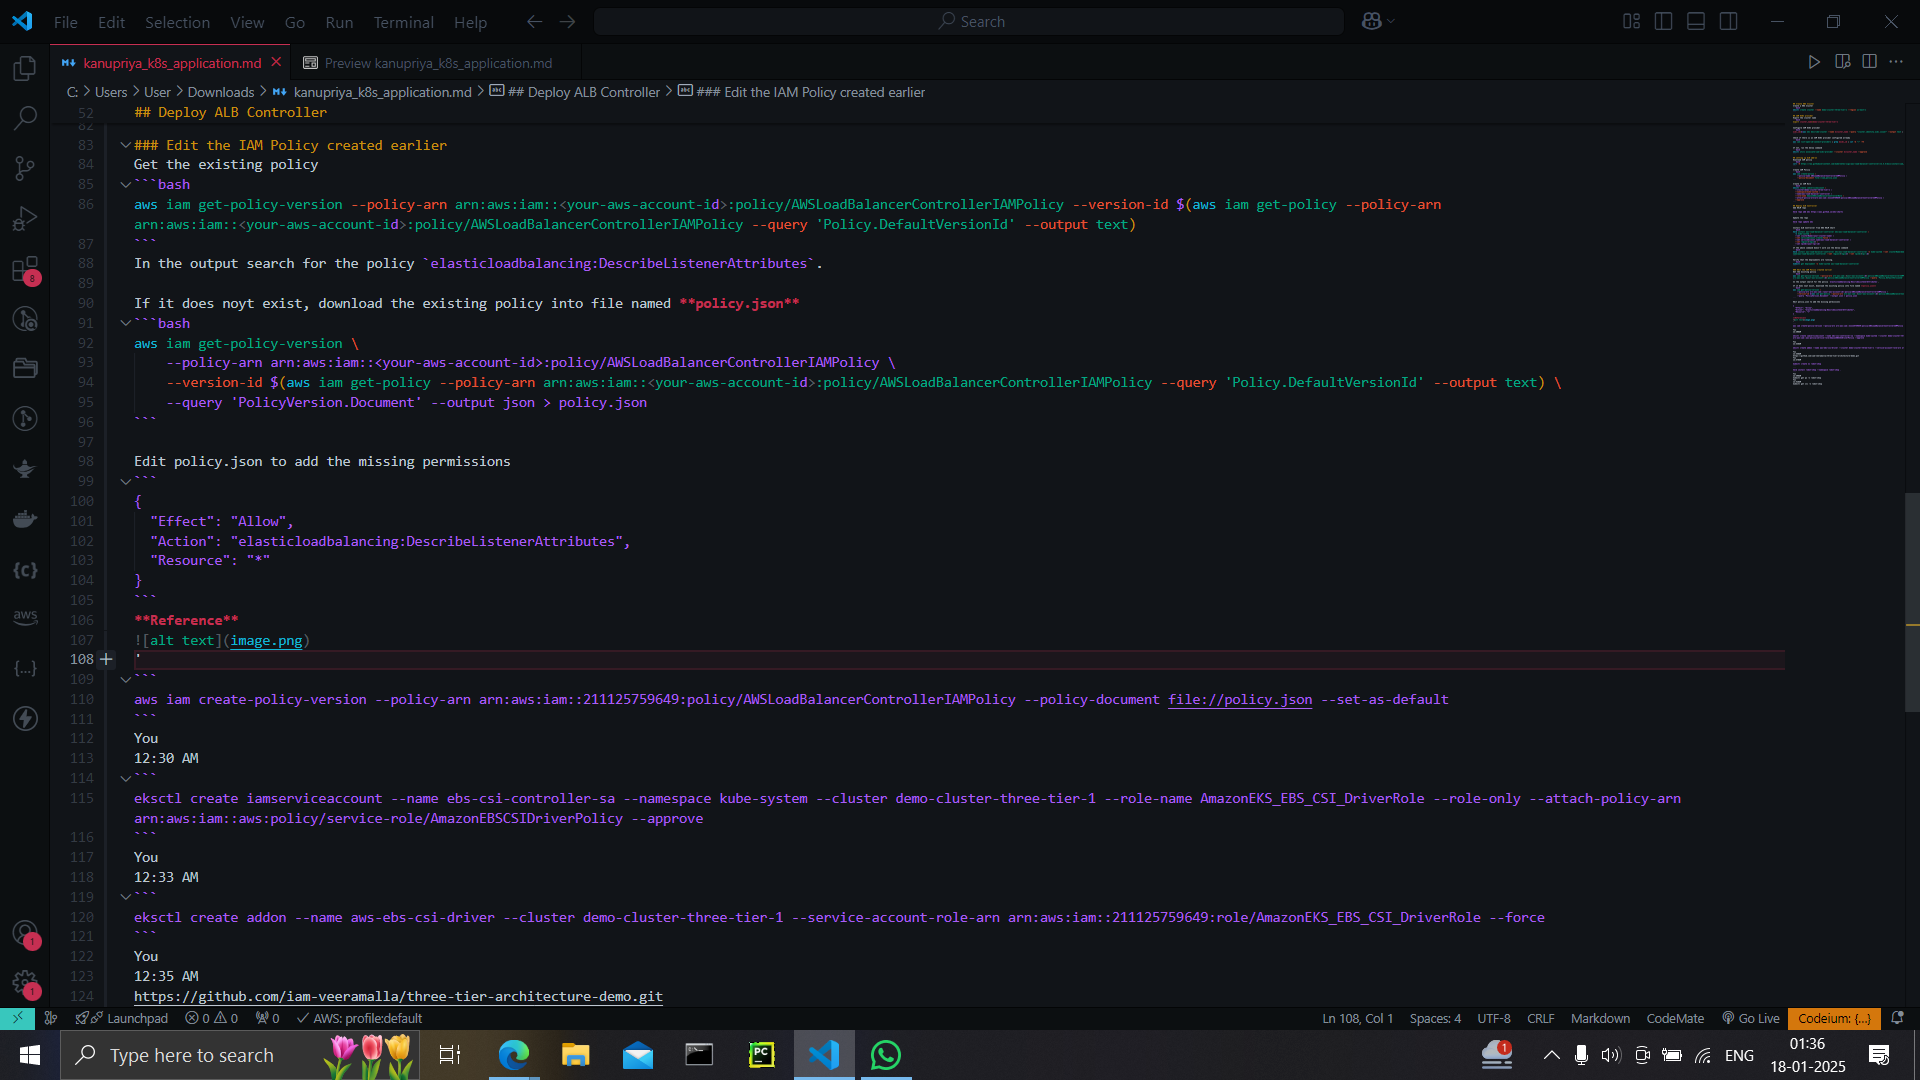 File Edit Selection View Go Run Terminal Help
Search
kanupriya_k8s_application.md
Preview kanupriya_k8s_application.md
C: > Users > User > Downloads > kanupriya_k8s_application.md > ## Deploy ALB Controller > ### Edit the IAM Policy created earlier
52 ## Deploy ALB Controller
82
83 ### Edit the IAM Policy created earlier
84 Get the existing policy
85 ```bash
86 aws iam get-policy-version --policy-arn arn:aws:iam::<your-aws-account-id>:policy/AWSLoadBalancerControllerIAMPolicy --version-id $(aws iam get-policy --policy-arn
arn:aws:iam::<your-aws-account-id>:policy/AWSLoadBalancerControllerIAMPolicy --query 'Policy.DefaultVersionId' --output text)
87 ```
88 In the output search for the policy `elasticloadbalancing:DescribeListenerAttributes`.
89
90 If it does noyt exist, download the existing policy into file named **policy.json**
91 ```bash
92 aws iam get-policy-version \
93 --policy-arn arn:aws:iam::<your-aws-account-id>:policy/AWSLoadBalancerControllerIAMPolicy \
94 --version-id $(aws iam get-policy --policy-arn arn:aws:iam::<your-aws-account-id>:policy/AWSLoadBalancerControllerIAMPolicy --query 'Policy.DefaultVersionId' --output text) \
95 --query 'PolicyVersion.Document' --output json > policy.json
96 ```
97
98 Edit policy.json to add the missing permissions
99 ```
100 {
101 "Effect": "Allow",
102 "Action": "elasticloadbalancing:DescribeListenerAttributes",
103 "Resource": "*"
104 }
105 ```
106 **Reference**
107 ![alt text](image.png)
108 '
109 ```
110 aws iam create-policy-version --policy-arn arn:aws:iam::211125759649:policy/AWSLoadBalancerControllerIAMPolicy --policy-document file://policy.json --set-as-default
111 ```
112 You
113 12:30 AM
114 ```
115 eksctl create iamserviceaccount --name ebs-csi-controller-sa --namespace kube-system --cluster demo-cluster-three-tier-1 --role-name AmazonEKS_EBS_CSI_DriverRole --role-only --attach-policy-arn
arn:aws:iam::aws:policy/service-role/AmazonEBSCSIDriverPolicy --approve
116 ```
117 You
118 12:33 AM
119 ```
120 eksctl create addon --name aws-ebs-csi-driver --cluster demo-cluster-three-tier-1 --service-account-role-arn arn:aws:iam::211125759649:role/AmazonEKS_EBS_CSI_DriverRole --force
121 ```
122 You
123 12:35 AM
124 https://github.com/iam-veeramalla/three-tier-architecture-demo.git
8
{c}
aws
{...}
1
1
Launchpad 0 0 0 AWS: profile:default
Ln 108, Col 1 Spaces: 4 UTF-8 CRLF Markdown CodeMate Go Live Codeium: {...}
Type here to search
PC
1
ENG
01:36
18-01-2025